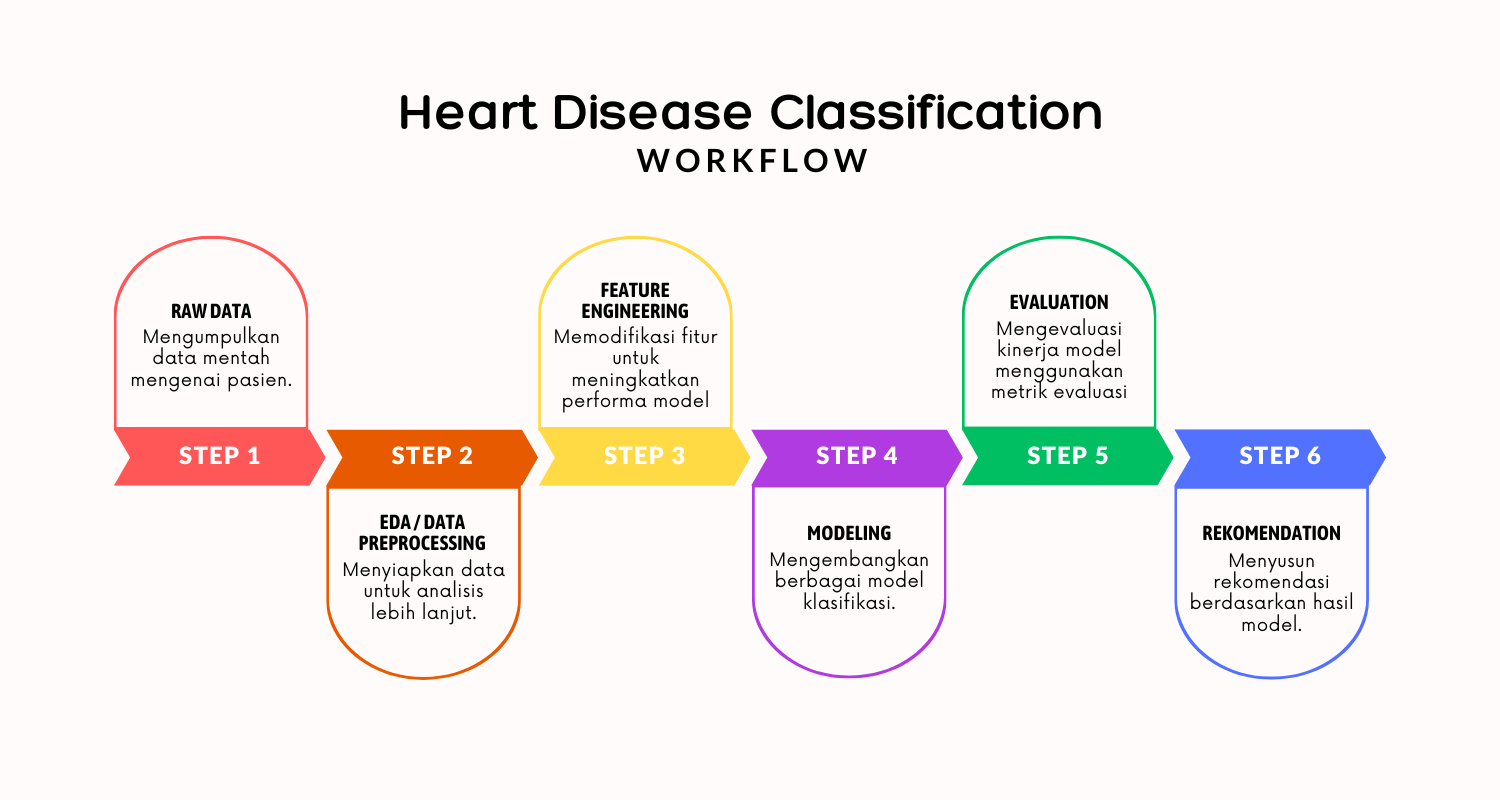 Heart Disease Classification
WORKFLOW
RAW DATA
Mengumpulkan
data mentah
mengenai pasien.
STEP 1
STEP 2
EDA / DATA
PREPROCESSING
Menyiapkan data
untuk analisis
lebih lanjut.
FEATURE
ENGINEERING
Memodifikasi fitur
untuk
meningkatkan
performa model
STEP 3
STEP 4
MODELING
Mengembangkan
berbagai model
klasifikasi.
EVALUATION
Mengevaluasi
kinerja model
menggunakan
metrik evaluasi
STEP 5
STEP 6
REKOMENDATION
Menyusun
rekomendasi
berdasarkan hasil
model.